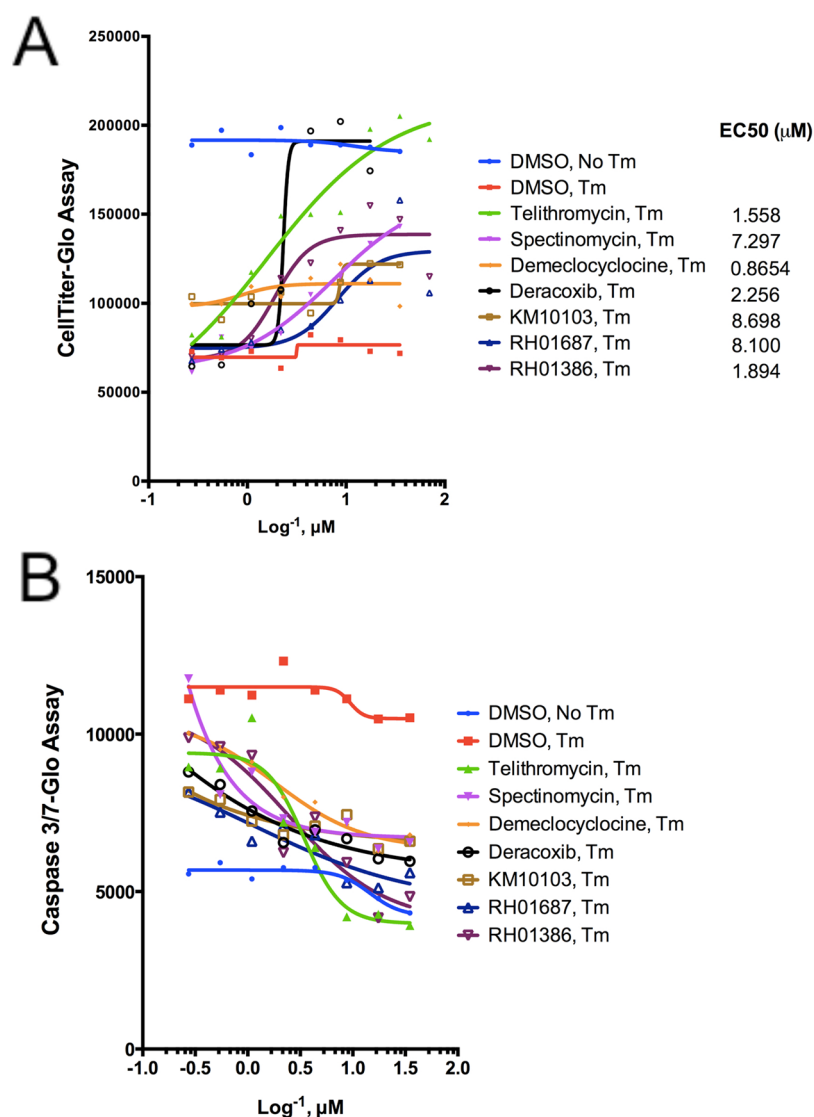 A
250000
200000
150000
100000
50000
0
-1
0
1
2
CellTiter-Glo Assay
Log-1, µM
EC50 (µM)
DMSO, No Tm
DMSO, Tm
Telithromycin, Tm 1.558
Spectinomycin, Tm 7.297
Demeclocyclocine, Tm 0.8654
Deracoxib, Tm 2.256
KM10103, Tm 8.698
RH01687, Tm 8.100
RH01386, Tm 1.894
B
15000
10000
5000
0
-1.0
-0.5
0.0
0.5
1.0
1.5
2.0
Caspase 3/7-Glo Assay
Log-1, µM
DMSO, No Tm
DMSO, Tm
Telithromycin, Tm
Spectinomycin, Tm
Demeclocyclocine, Tm
Deracoxib, Tm
KM10103, Tm
RH01687, Tm
RH01386, Tm